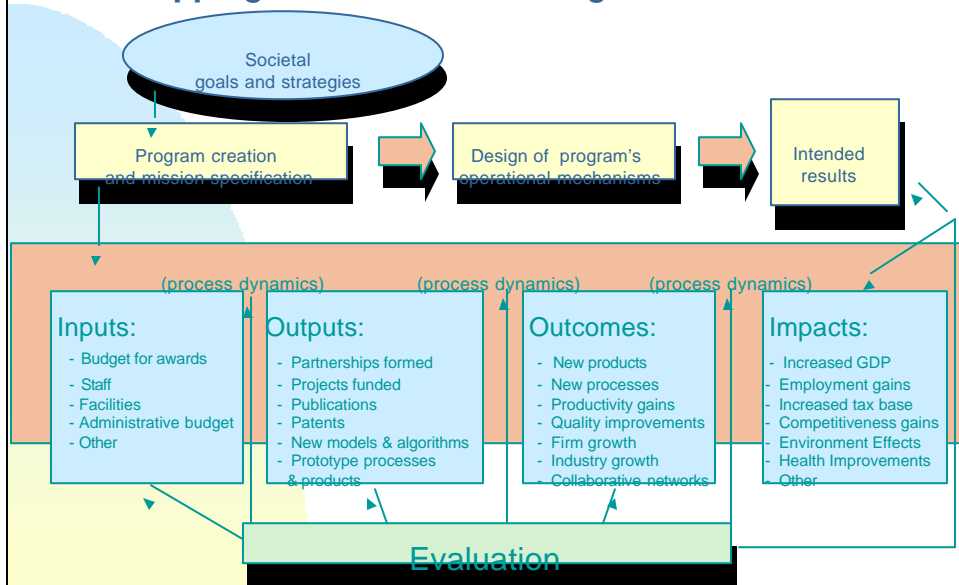 Societal
goals and strategies
Program creation
and mission specification
Design of program's
operational mechanisms
Intended
results
(process dynamics)
(process dynamics)
(process dynamics)
Inputs:
- Budget for awards
- Staff
- Facilities
- Administrative budget
- Other
Outputs:
- Partnerships formed
- Projects funded
- Publications
- Patents
- New models & algorithms
- Prototype processes
& products
Outcomes:
- New products
- New processes
- Productivity gains
- Quality improvements
- Firm growth
- Industry growth
- Collaborative networks
Impacts:
- Increased GDP
- Employment gains
- Increased tax base
- Competitiveness gains
- Environment Effects
- Health Improvements
- Other
Evaluation